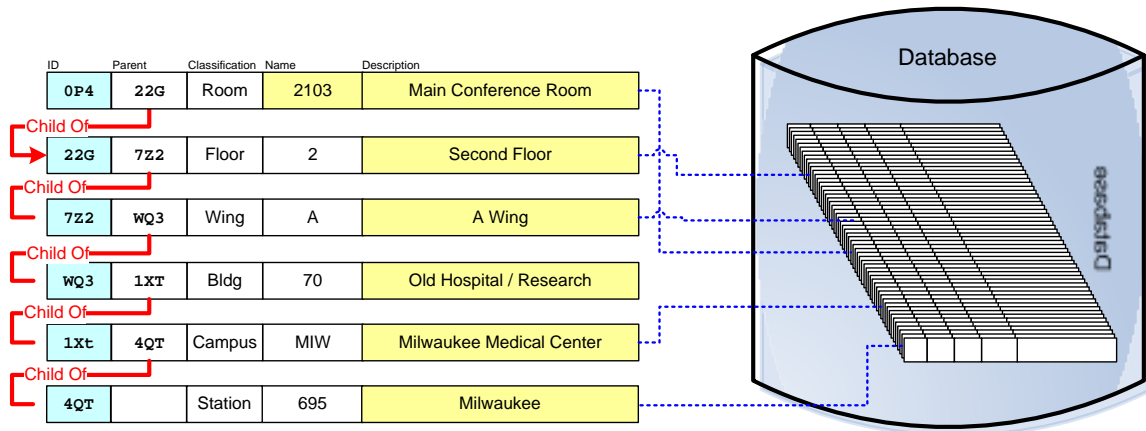 ID Parent Classification Name Description
0P4 22G Room 2103 Main Conference Room
Child Of
22G 7Z2 Floor 2 Second Floor
Child Of
7Z2 WQ3 Wing A A Wing
Child Of
WQ3 1XT Bldg 70 Old Hospital / Research
Child Of
1Xt 4QT Campus MIW Milwaukee Medical Center
Child Of
4QT Station 695 Milwaukee
Database
Database